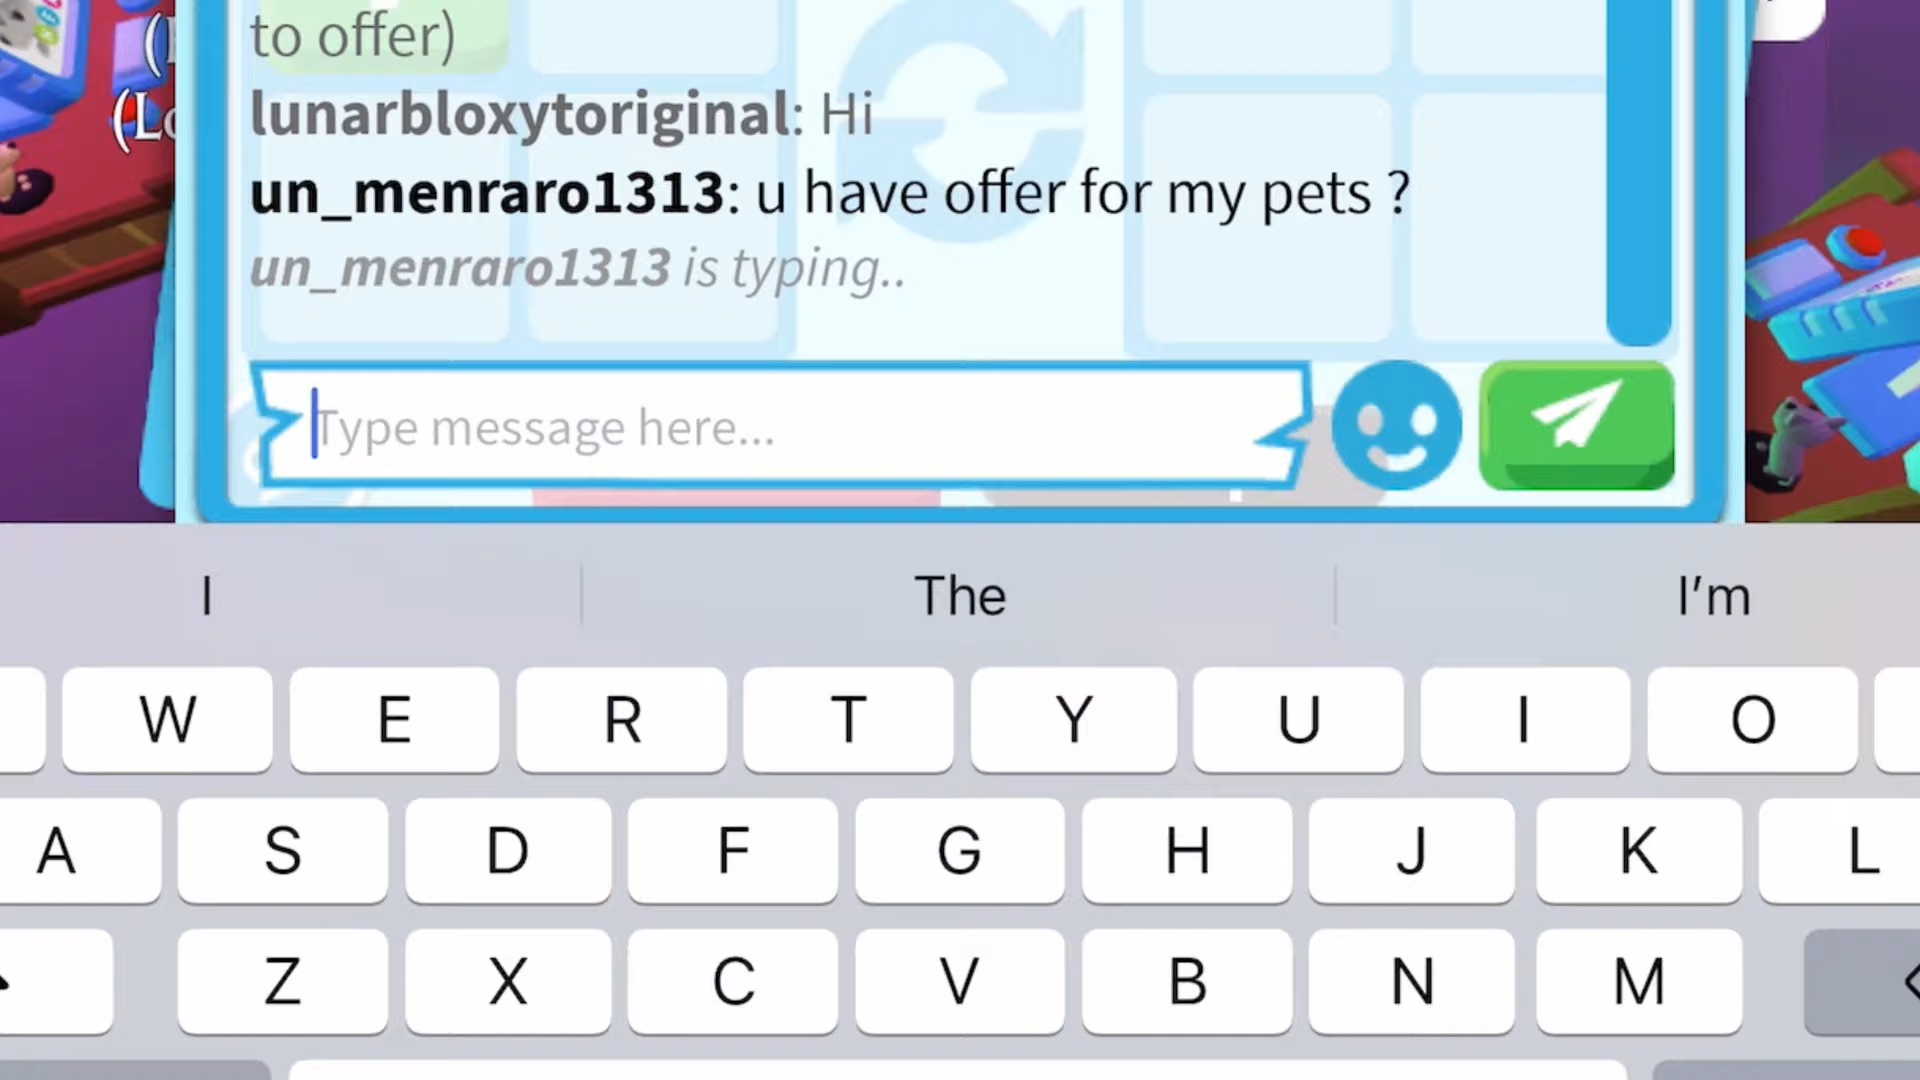 to offer)
lunarbloxytoriginal: Hi
un_menraro1313: u have offer for my pets ?
un_menraro1313 is typing..
Type message here...
I The I'm
W E R T Y U I O
A S D F G H J K L
Z X C V B N M